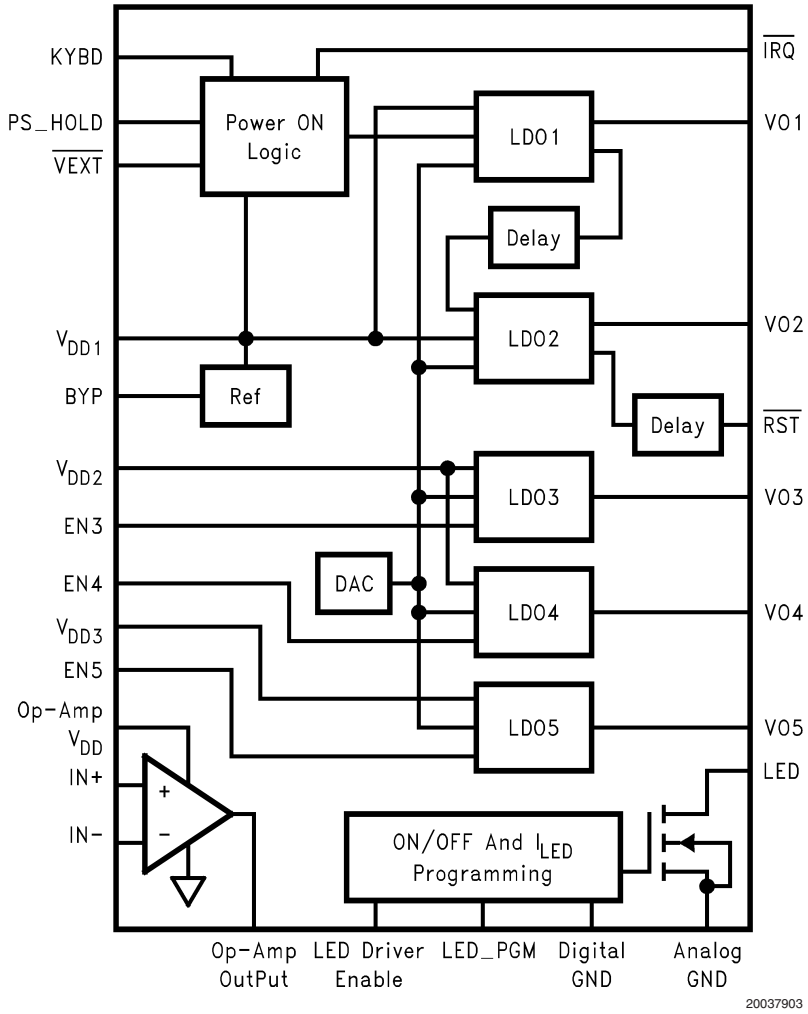 KYBD
PS_HOLD
VEXT
VDD1
BYP
VDD2
EN3
EN4
VDD3
EN5
Op-Amp
VDD
IN+
IN-
Power ON
Logic
Ref
DAC
LDO1
Delay
LDO2
Delay
LDO3
LDO4
LDO5
+
−
ON/OFF And ILED
Programming
IRQ
VO1
VO2
RST
VO3
VO4
VO5
LED
Op-Amp
OutPut
LED Driver
Enable
LED_PGM
Digital
GND
Analog
GND
20037903